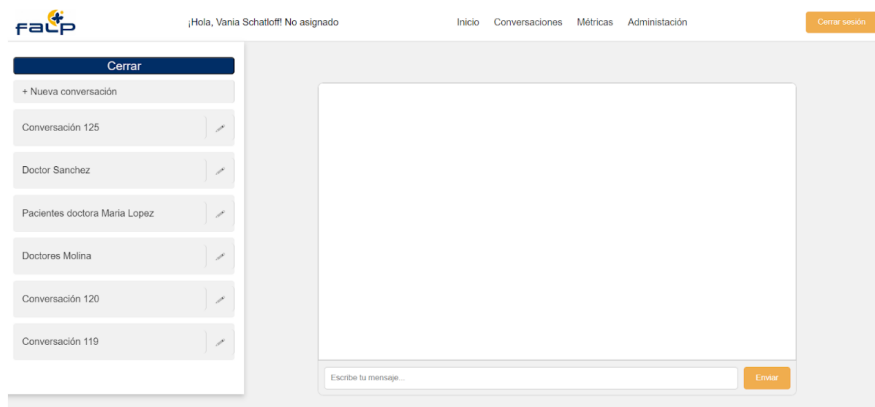 falp
¡Hola, Vania Schatloff! No asignado
Inicio Conversaciones Métricas Administación
Cerrar sesión
Cerrar
+ Nueva conversación
Conversación 125
Doctor Sanchez
Pacientes doctora Maria Lopez
Doctores Molina
Conversación 120
Conversación 119
Escribe tu mensaje...
Enviar